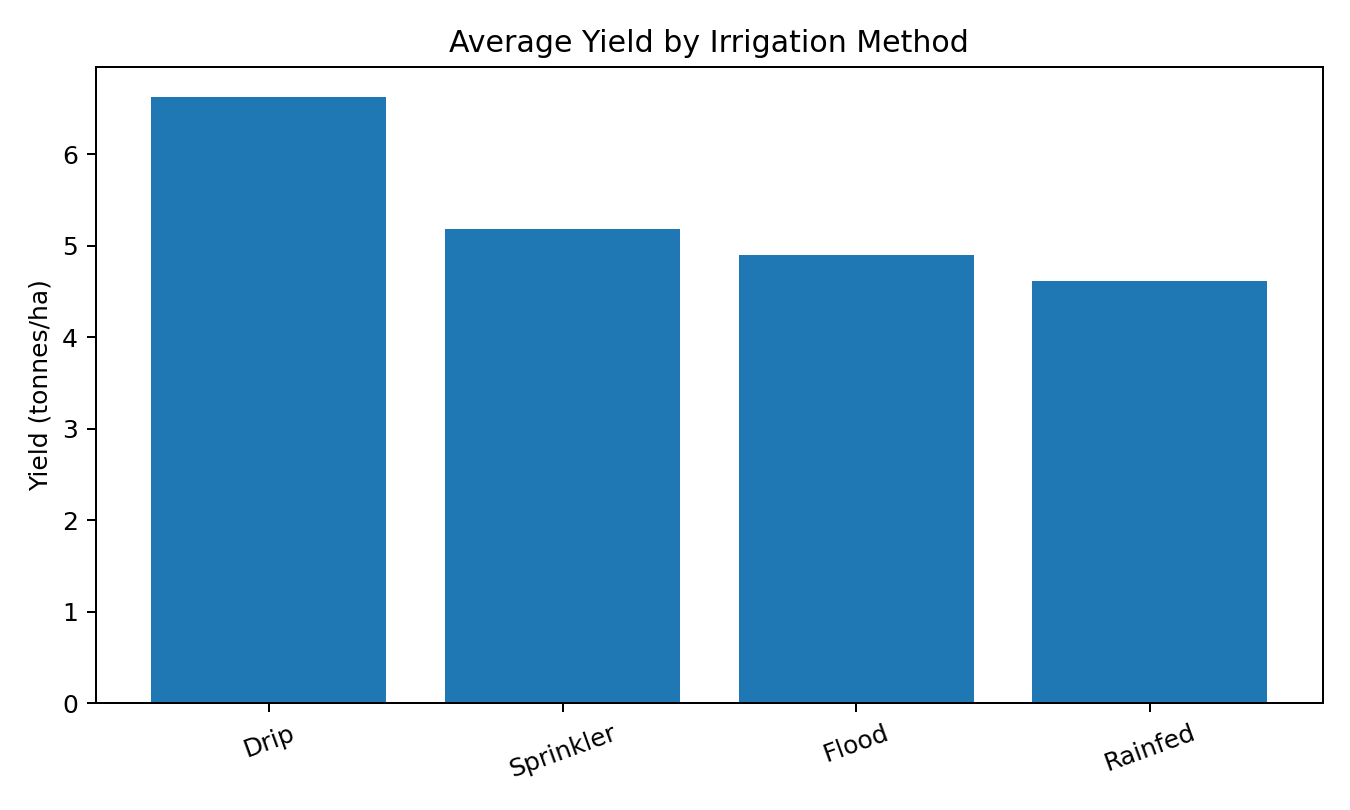 Average Yield by Irrigation Method
Yield (tonnes/ha)
6
5
4
3
2
1
0
Drip
Sprinkler
Flood
Rainfed